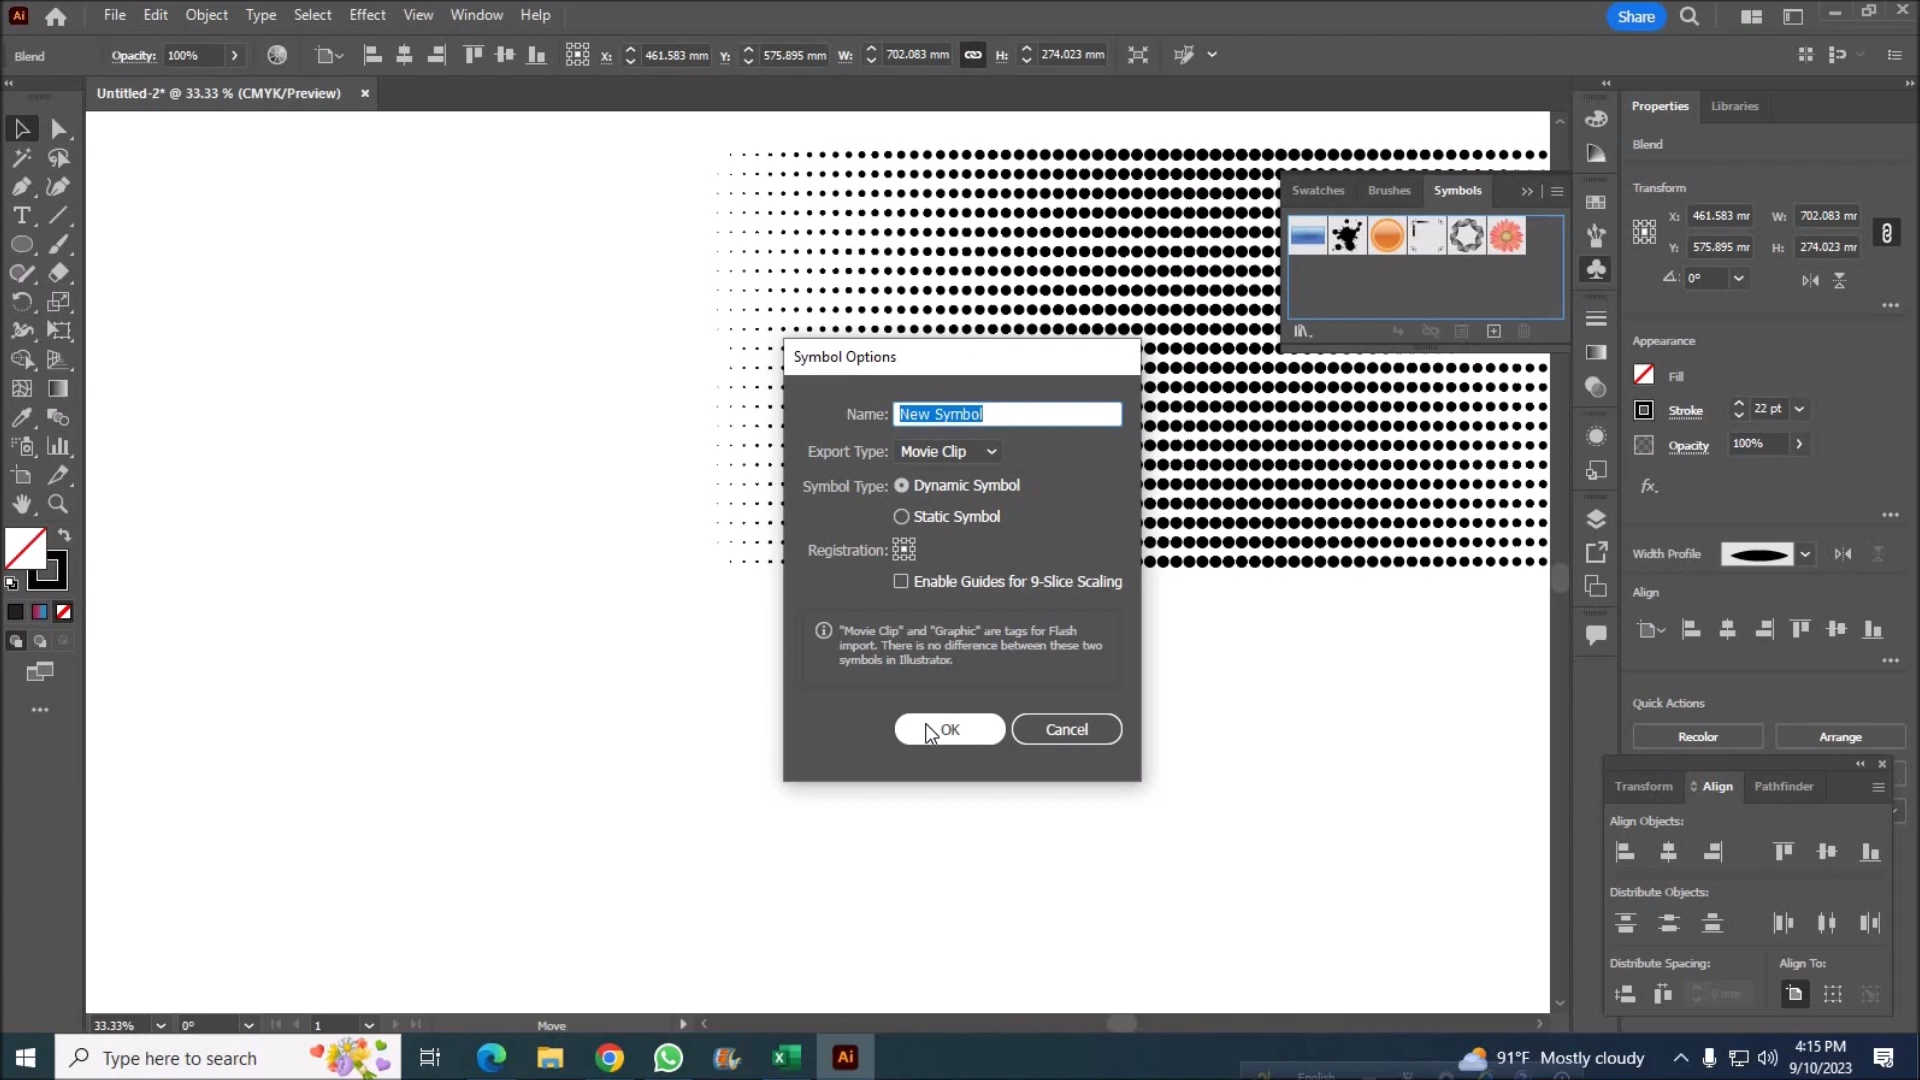 Ai File Edit Object Type Select Effect View Window Help Share
Blend Opacity: 100% X: 461.583 mm Y: 575.895 mm W: 702.083 mm H: 274.023 mm
Untitled-2* @ 33.33 % (CMYK/Preview) ×
Properties Libraries
Blend
Transform
X: 461.583 mr W: 702.083 mr
Y: 575.895 mr H: 274.023 mr
0°
Appearance
Fill
Stroke 22 pt
Opacity 100%
fx.
Width Profile
Align
Quick Actions
Recolor Arrange
Swatches Brushes Symbols
Symbol Options
Name: New Symbol
Export Type: Movie Clip
Symbol Type: Dynamic Symbol
Static Symbol
Registration:
Enable Guides for 9-Slice Scaling
"Movie Clip" and "Graphic" are tags for Flash
import. There is no difference between these two
symbols in Illustrator.
OK Cancel
Transform Align Pathfinder
Align Objects:
Distribute Objects:
Distribute Spacing: Align To:
0 mm
33.33% 0° 1 Move
Type here to search
Ai
91°F Mostly cloudy
4:15 PM
9/10/2023
English